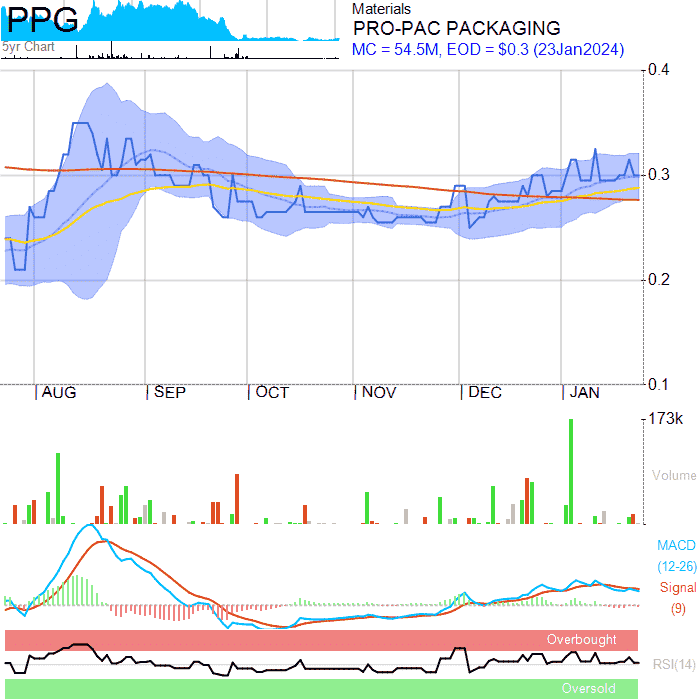 PPG
5yr Chart
Materials
PRO-PAC PACKAGING
MC = 54.5M, EOD = $0.3 (23Jan2024)
0.4
0.3
0.2
0.1
AUG SEP OCT NOV DEC JAN
173k
Volume
MACD
(12-26)
Signal
(9)
Overbought
RSI(14)
Oversold